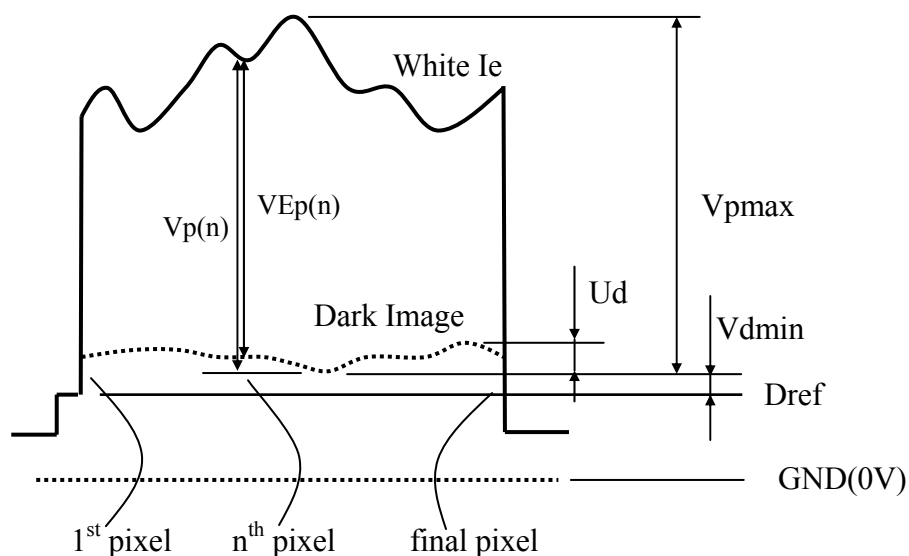 White Ie
Vpmax
VEp(n)
Vp(n)
Ud
Dark Image
Vdmin
Dref
GND(0V)
1st pixel
nth pixel
final pixel